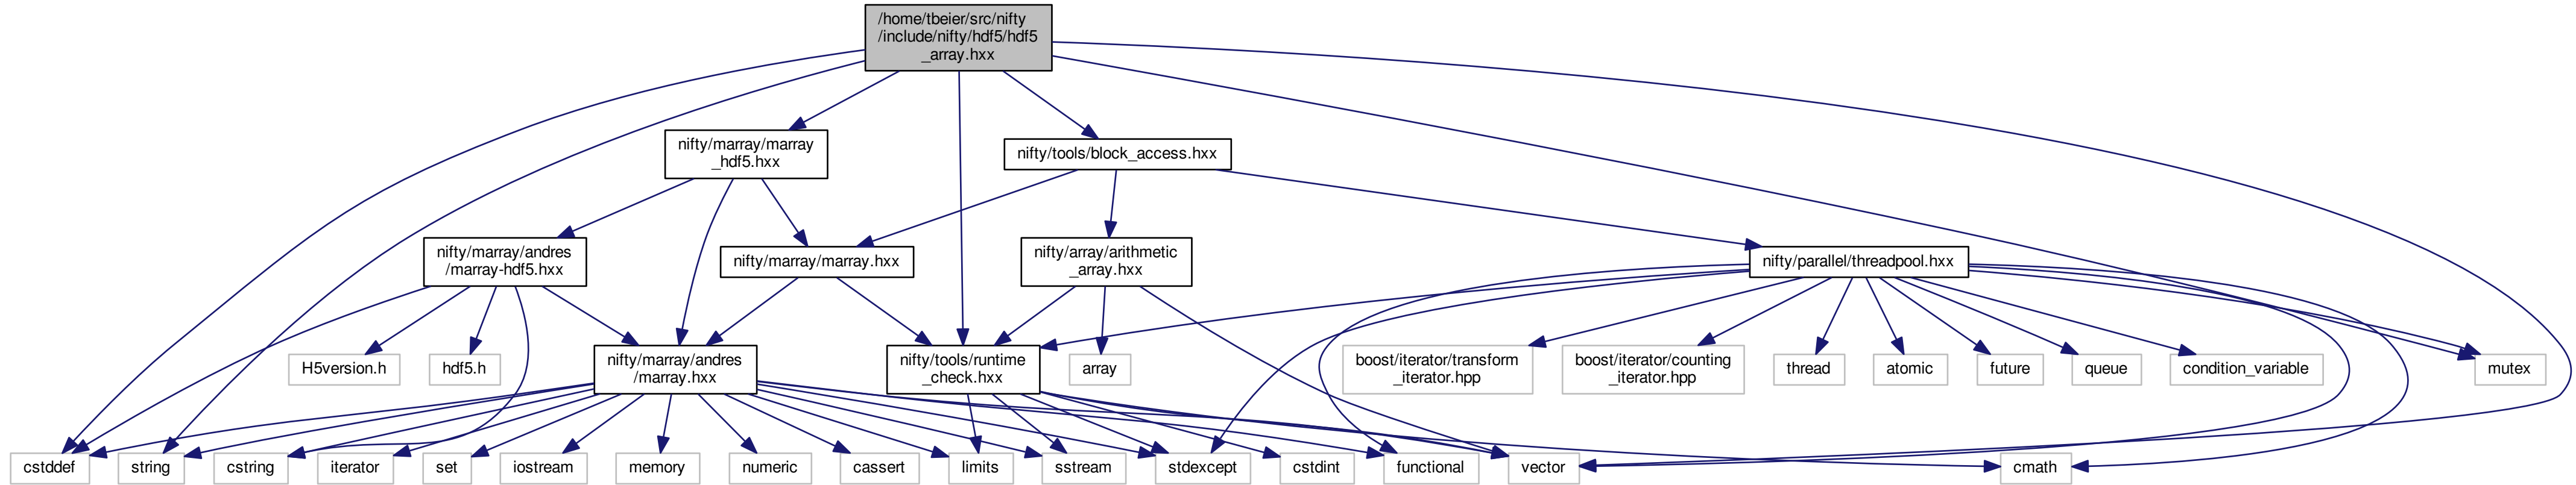 /home/tbeier/src/nifty
/include/nifty/hdf5/hdf5
_array.hxx
nifty/marray/marray
_hdf5.hxx
nifty/tools/block_access.hxx
nifty/marray/andres
/marray-hdf5.hxx
nifty/marray/marray.hxx
nifty/array/arithmetic
_array.hxx
nifty/parallel/threadpool.hxx
H5version.h
hdf5.h
nifty/marray/andres
/marray.hxx
nifty/tools/runtime
_check.hxx
array
boost/iterator/transform
_iterator.hpp
boost/iterator/counting
_iterator.hpp
thread
atomic
future
queue
condition_variable
mutex
cstddef
string
cstring
iterator
set
iostream
memory
numeric
cassert
limits
sstream
stdexcept
cstdint
functional
vector
cmath